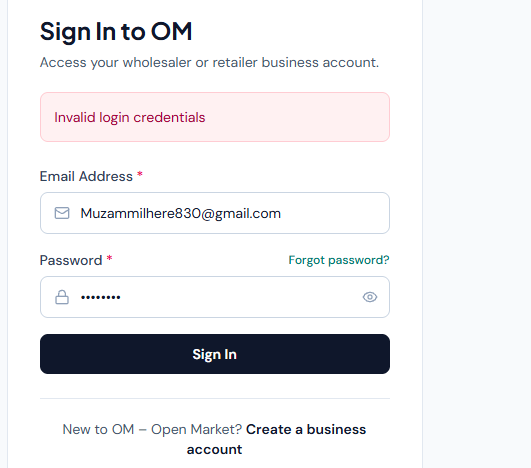 Sign In to OM
Access your wholesaler or retailer business account.
Invalid login credentials
Email Address *
Muzammilhere830@gmail.com
Password *
Forgot password?
••••••••
Sign In
New to OM – Open Market? Create a business
account